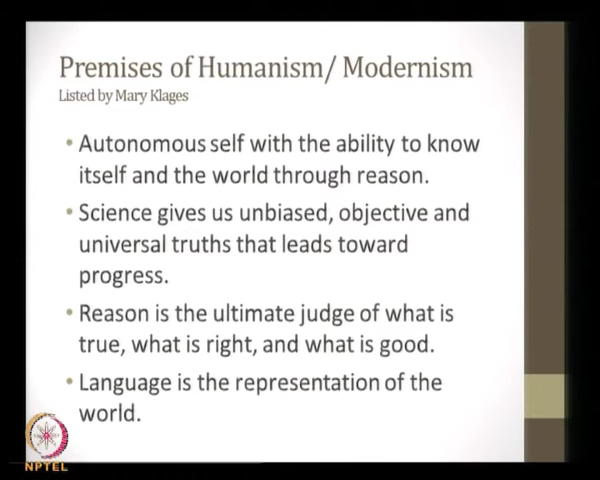 Premises of Humanism/ Modernism
Listed by Mary Klages
• Autonomous self with the ability to know
itself and the world through reason.
• Science gives us unbiased, objective and
universal truths that leads toward
progress.
• Reason is the ultimate judge of what is
true, what is right, and what is good.
• Language is the representation of the
world.
NPTEL